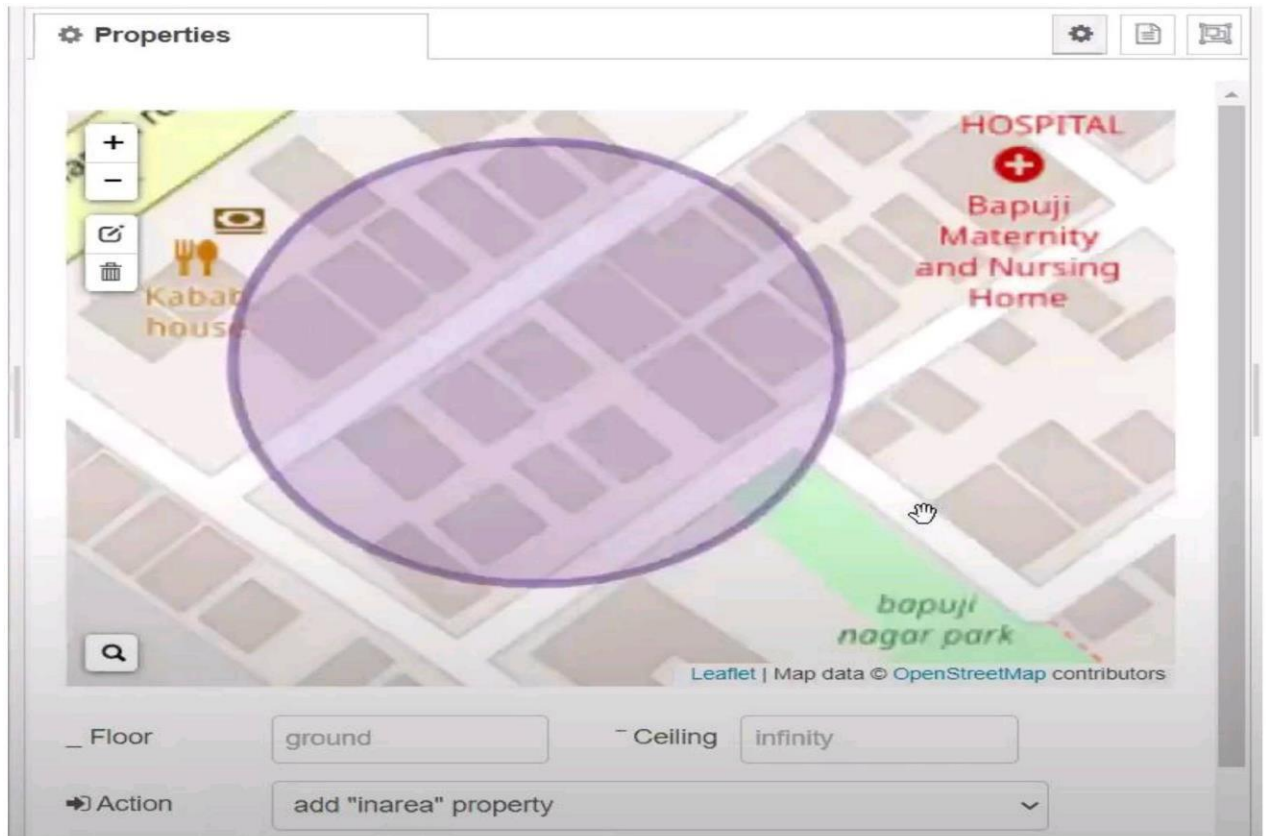 Properties
HOSPITAL
Bapuji
Maternity
and Nursing
Home
Kabab
house
bapuji
nagar park
Leaflet | Map data © OpenStreetMap contributors
_ Floor
ground
‾ Ceiling
infinity
Action
add "inarea" property